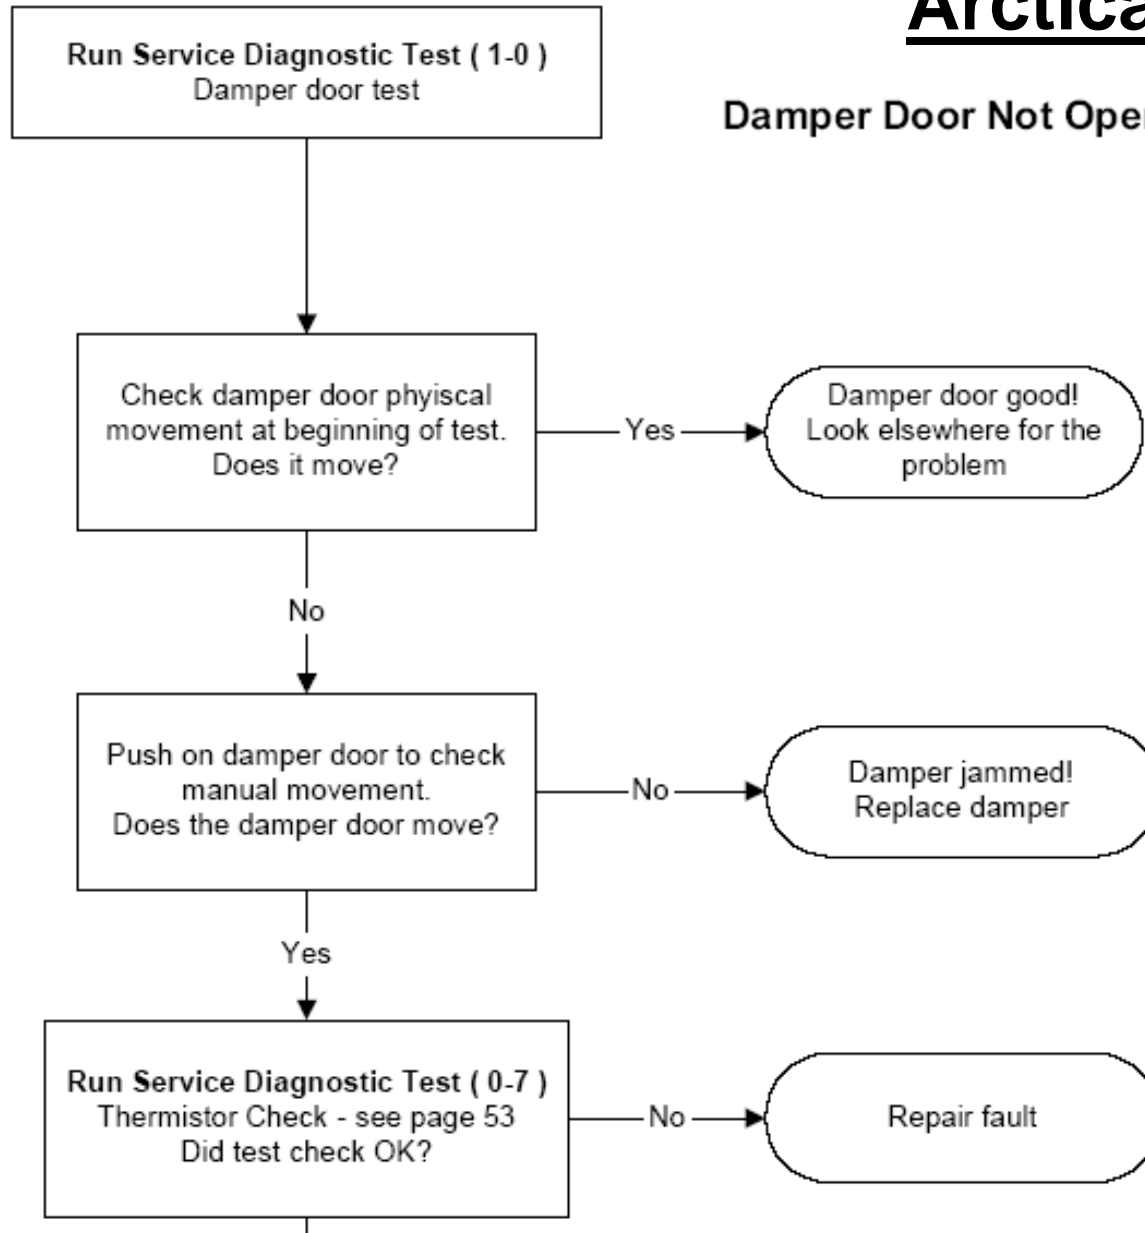 Arctica
Damper Door Not Oper
Run Service Diagnostic Test ( 1-0 )
Damper door test
Check damper door phyiscal
movement at beginning of test.
Does it move?
Yes
Damper door good!
Look elsewhere for the
problem
No
Push on damper door to check
manual movement.
Does the damper door move?
No
Damper jammed!
Replace damper
Yes
Run Service Diagnostic Test ( 0-7 )
Thermistor Check - see page 53
Did test check OK?
No
Repair fault